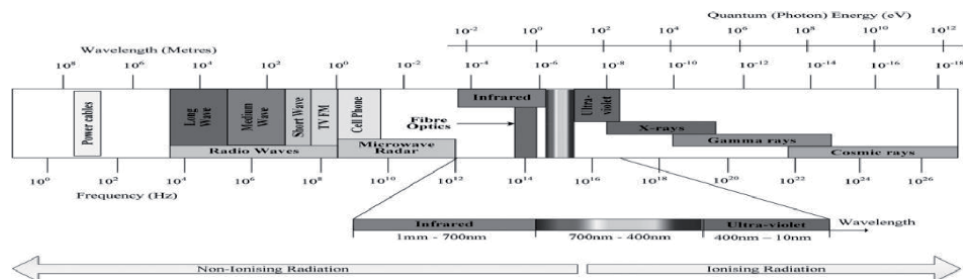 Quantum (Photon) Energy (eV)
10⁻² 10⁰ 10² 10⁴ 10⁶ 10⁸ 10¹⁰ 10¹²
Wavelength (Metres)
10⁸ 10⁶ 10⁴ 10² 10⁰ 10⁻² 10⁻⁴ 10⁻⁶ 10⁻⁸ 10⁻¹⁰ 10⁻¹² 10⁻¹⁴ 10⁻¹⁶ 10⁻¹⁸
Power cables
Long Wave
Medium Wave
Short Wave
TV FM
Cell Phone
Radio Waves
Microwave
Radar
Infrared
Fibre
Optics
Ultra-
violet
X-rays
Gamma rays
Cosmic rays
10⁰ 10² 10⁴ 10⁶ 10⁸ 10¹⁰ 10¹² 10¹⁴ 10¹⁶ 10¹⁸ 10²⁰ 10²² 10²⁴ 10²⁶
Frequency (Hz)
Infrared Ultra-violet Wavelength
1mm - 700nm 700nm - 400nm 400nm – 10nm
Non-Ionising Radiation Ionising Radiation